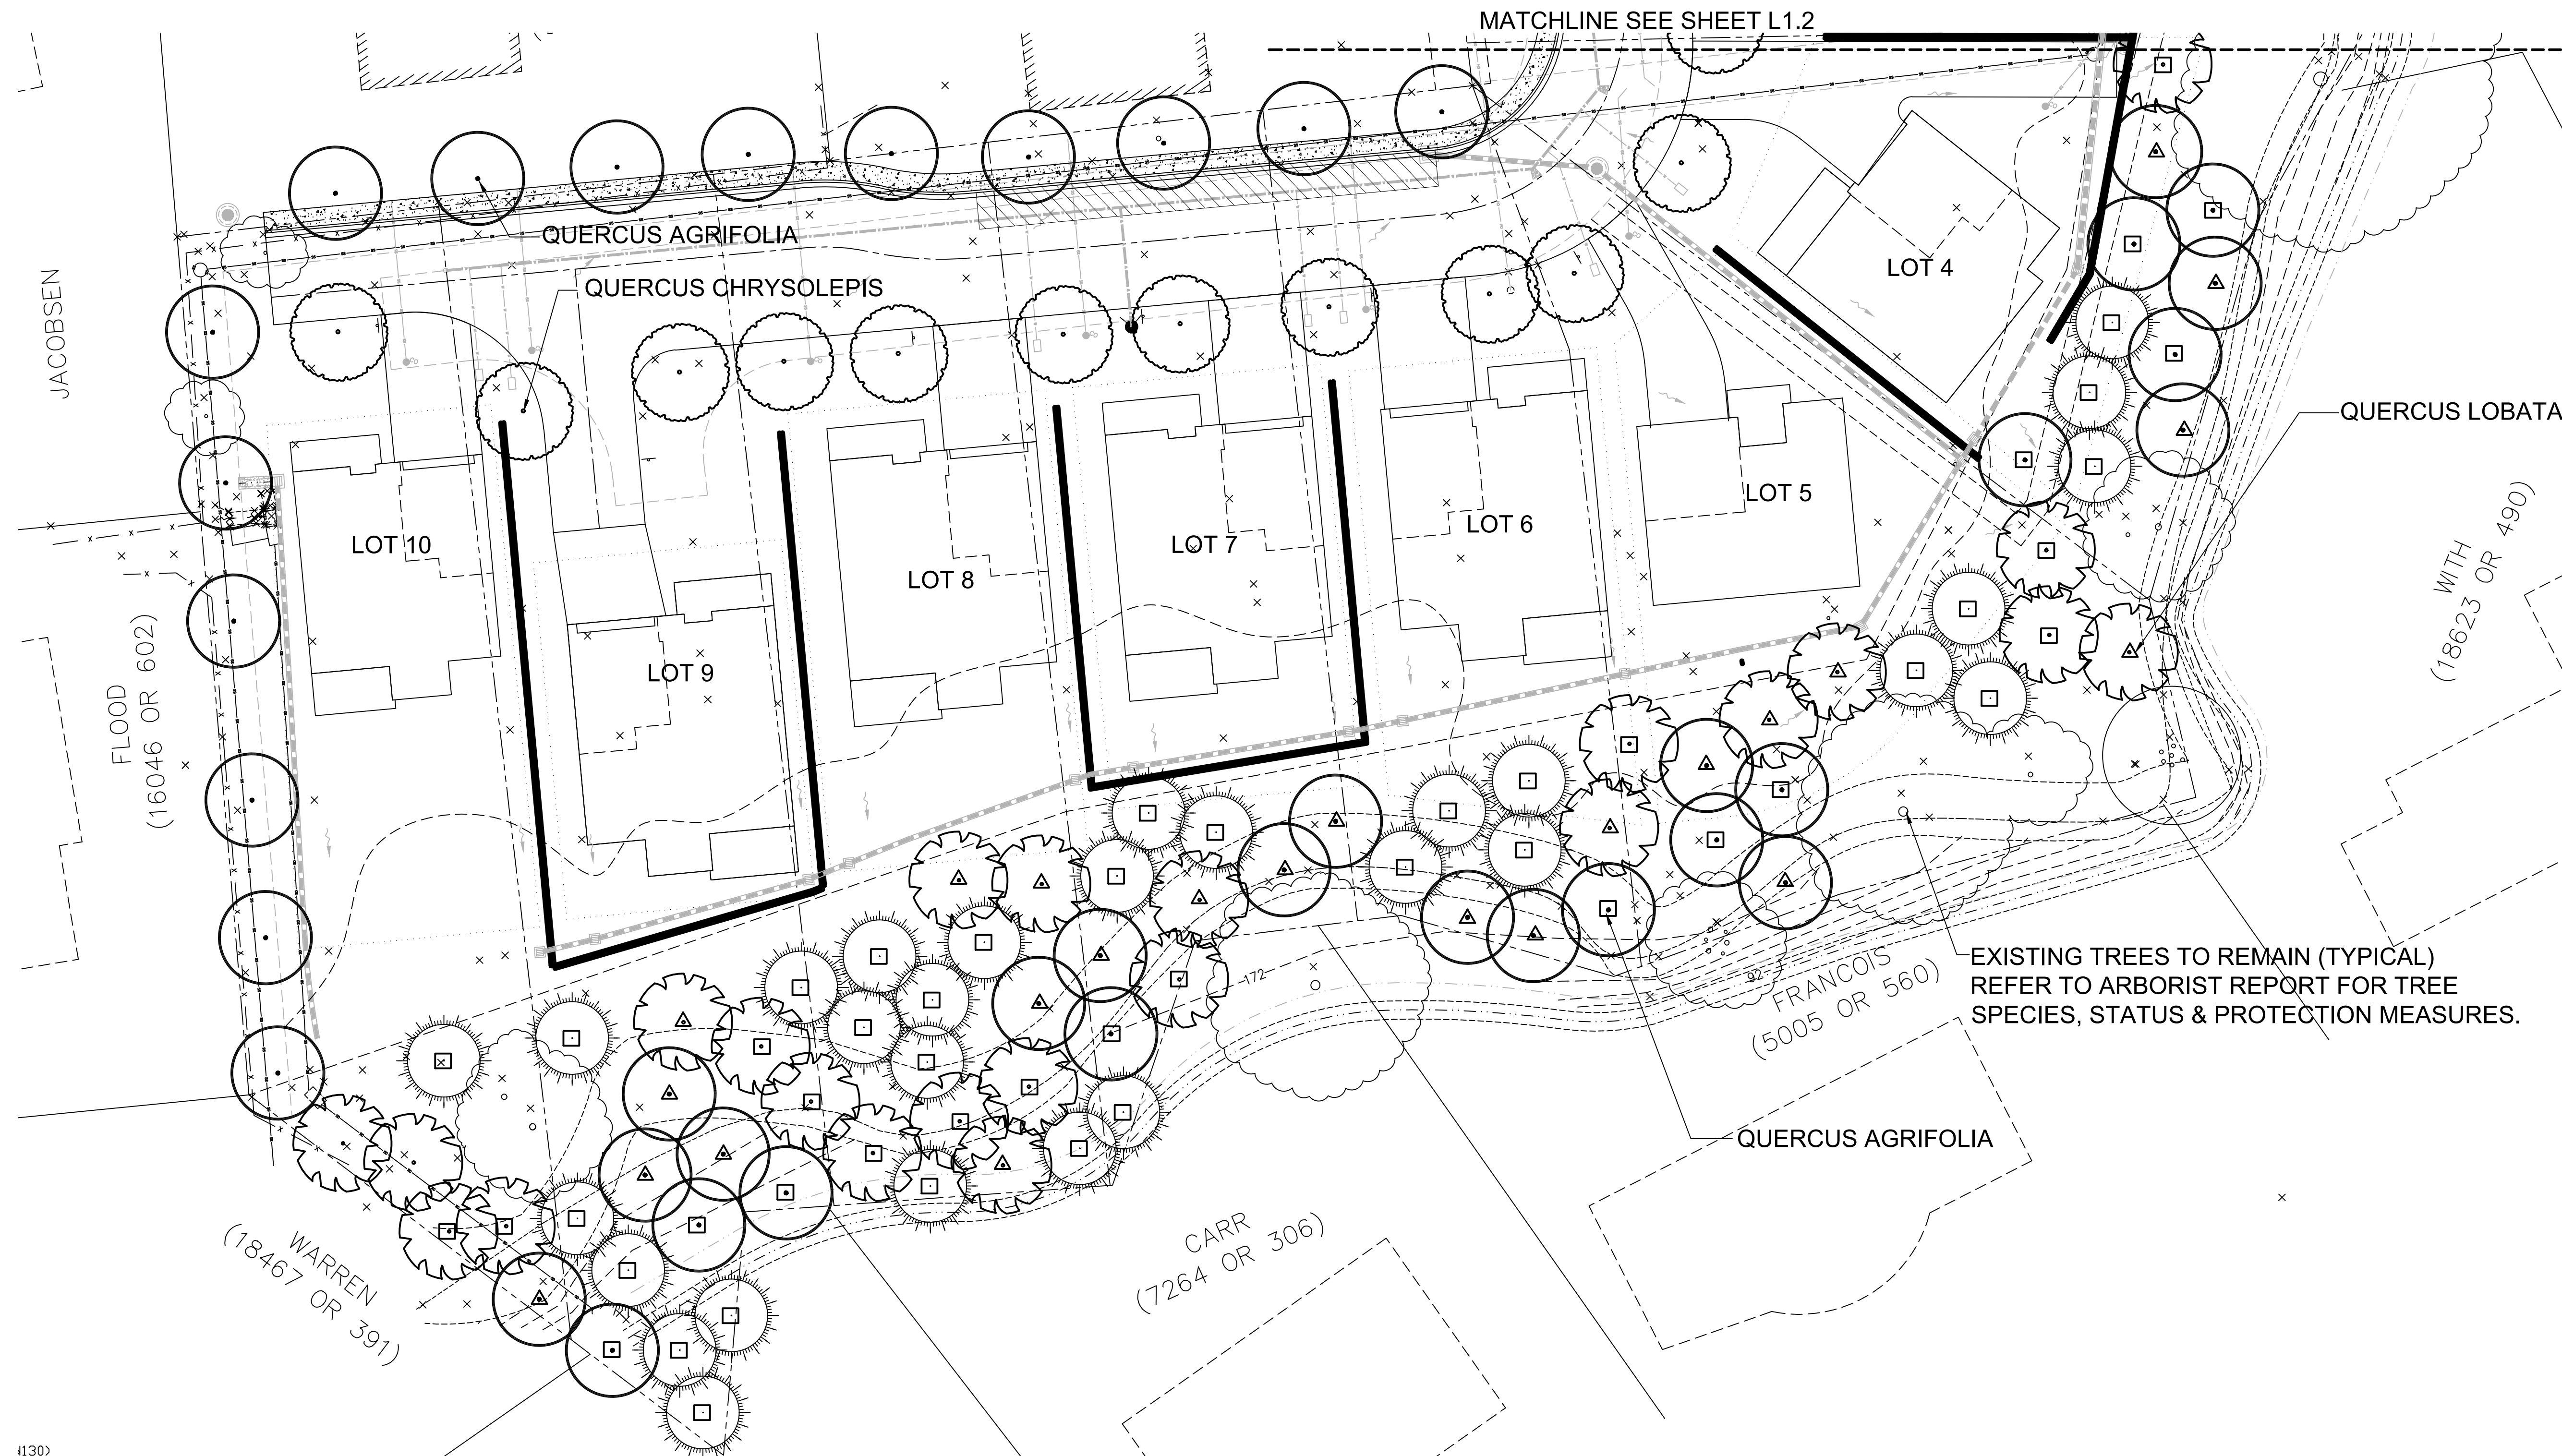 MATCHLINE SEE SHEET L1.2
QUERCUS AGRIFOLIA
QUERCUS CHRYSOLEPIS
LOT 4
JACOBSEN
QUERCUS LOBATA
LOT 5
LOT 6
LOT 7
LOT 10
LOT 8
LOT 9
WITH
(18623 OR 490)
FLOOD
(16046 OR 602)
172
92
FRANCOIS
(5005 OR 560)
EXISTING TREES TO REMAIN (TYPICAL)
REFER TO ARBORIST REPORT FOR TREE
SPECIES, STATUS & PROTECTION MEASURES.
QUERCUS AGRIFOLIA
WARREN
(18467 OR 391)
CARR
(7264 OR 306)